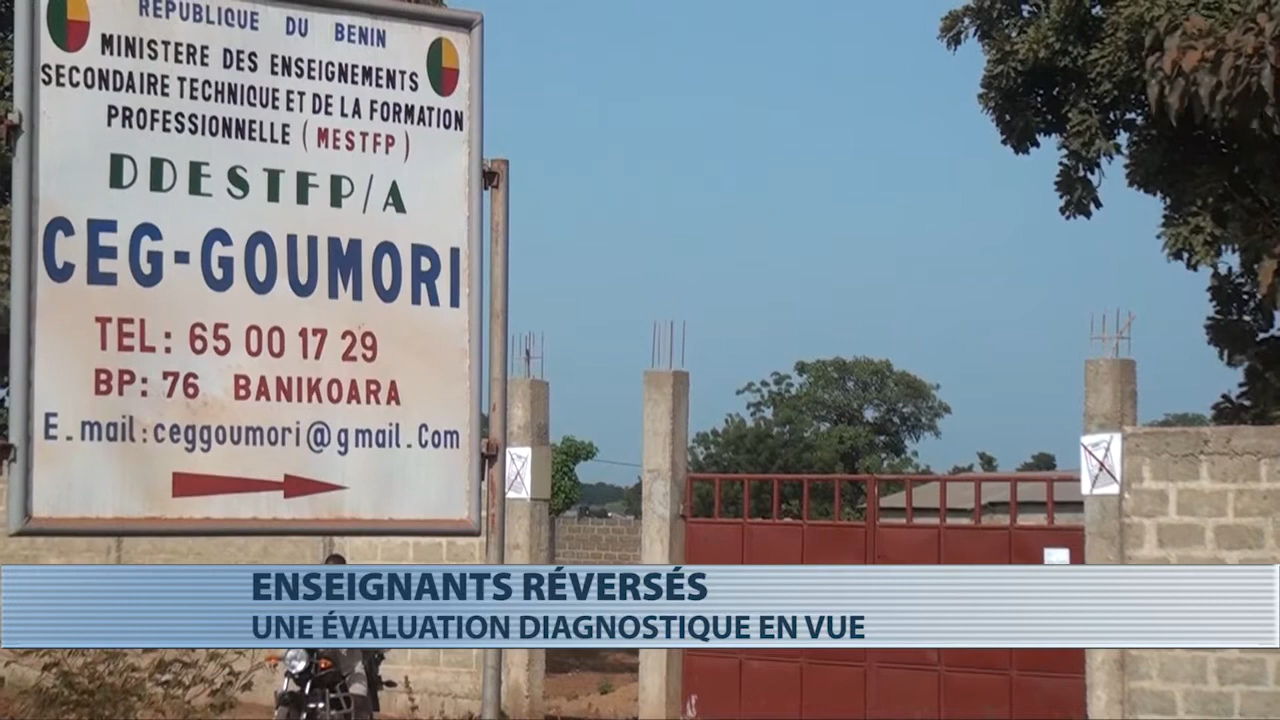 REPUBLIQUE DU BENIN
MINISTERE DES ENSEIGNEMENTS
SECONDAIRE TECHNIQUE ET DE LA FORMATION
PROFESSIONNELLE (MESTFP)
DDESTFP/A
CEG-GOUMORI
TEL: 65 00 17 29
BP: 76 BANIKOARA
E_mail:ceggoumori@gmail.Com
ENSEIGNANTS RÉVERSÉS
UNE ÉVALUATION DIAGNOSTIQUE EN VUE